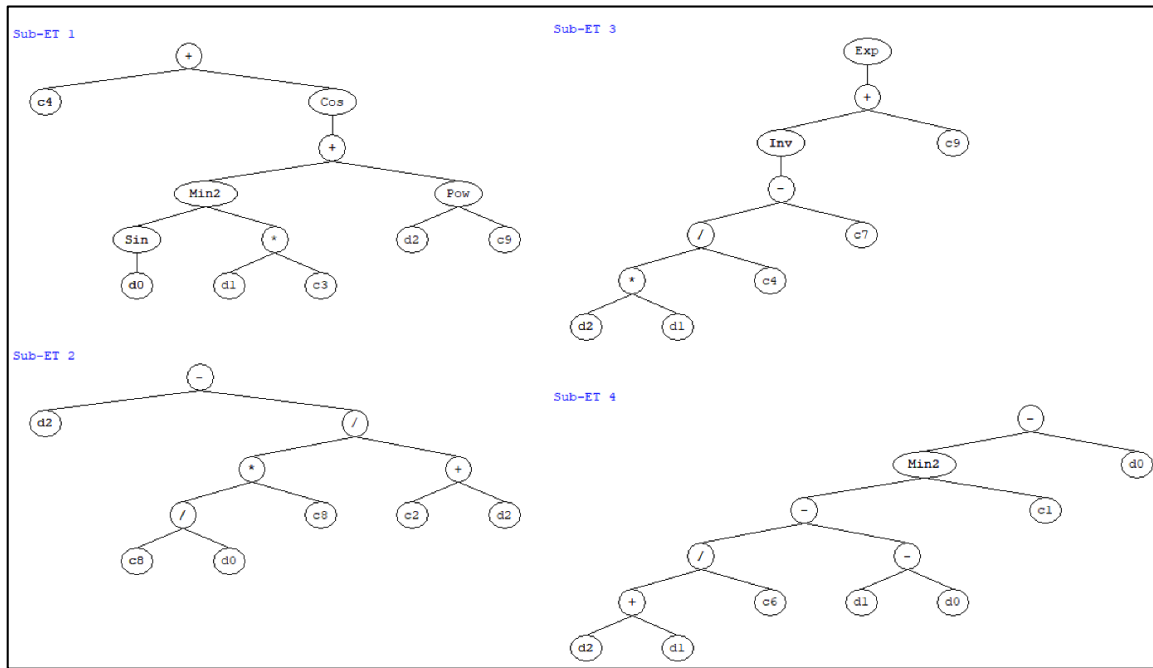 Sub-ET 1
+
c4 Cos
+
Min2 Pow
Sin * d2 c9
d0 d1 c3
Sub-ET 2
-
d2 /
* +
/ c8 c2 d2
c8 d0
Sub-ET 3
Exp
+
Inv c9
-
/ c7
* c4
d2 d1
Sub-ET 4
-
Min2 d0
- c1
/ -
+ c6 d1 d0
d2 d1